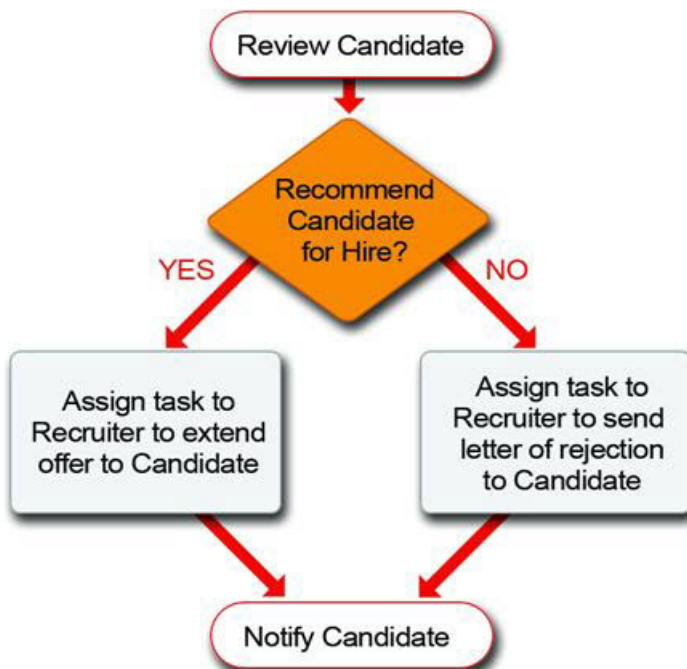 Review Candidate
Recommend
Candidate
for Hire?
YES
NO
Assign task to
Recruiter to extend
offer to Candidate
Assign task to
Recruiter to send
letter of rejection
to Candidate
Notify Candidate